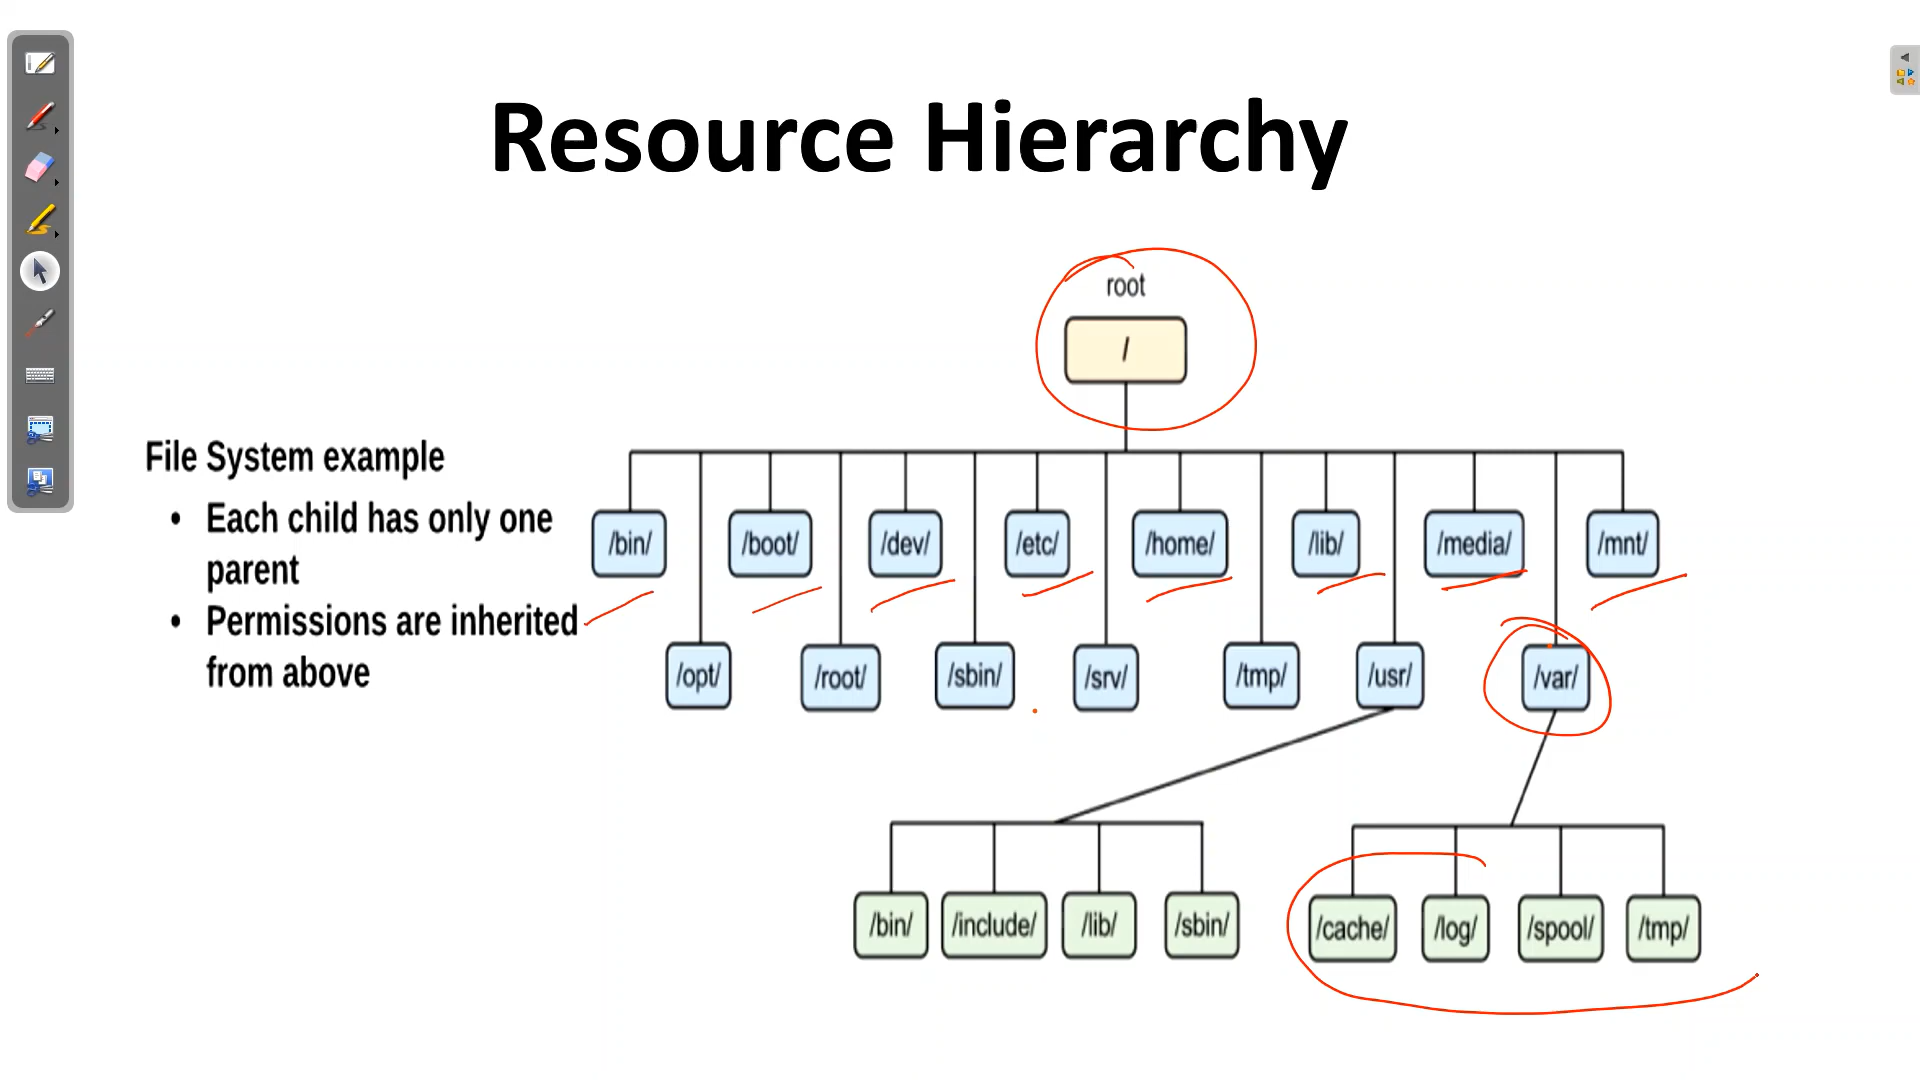 Resource Hierarchy
root
/
File System example
• Each child has only one
parent
• Permissions are inherited
from above
/bin/ /boot/ /dev/ /etc/ /home/ /lib/ /media/ /mnt/
/opt/ /root/ /sbin/ /srv/ /tmp/ /usr/ /var/
/bin/ /include/ /lib/ /sbin/ /cache/ /log/ /spool/ /tmp/